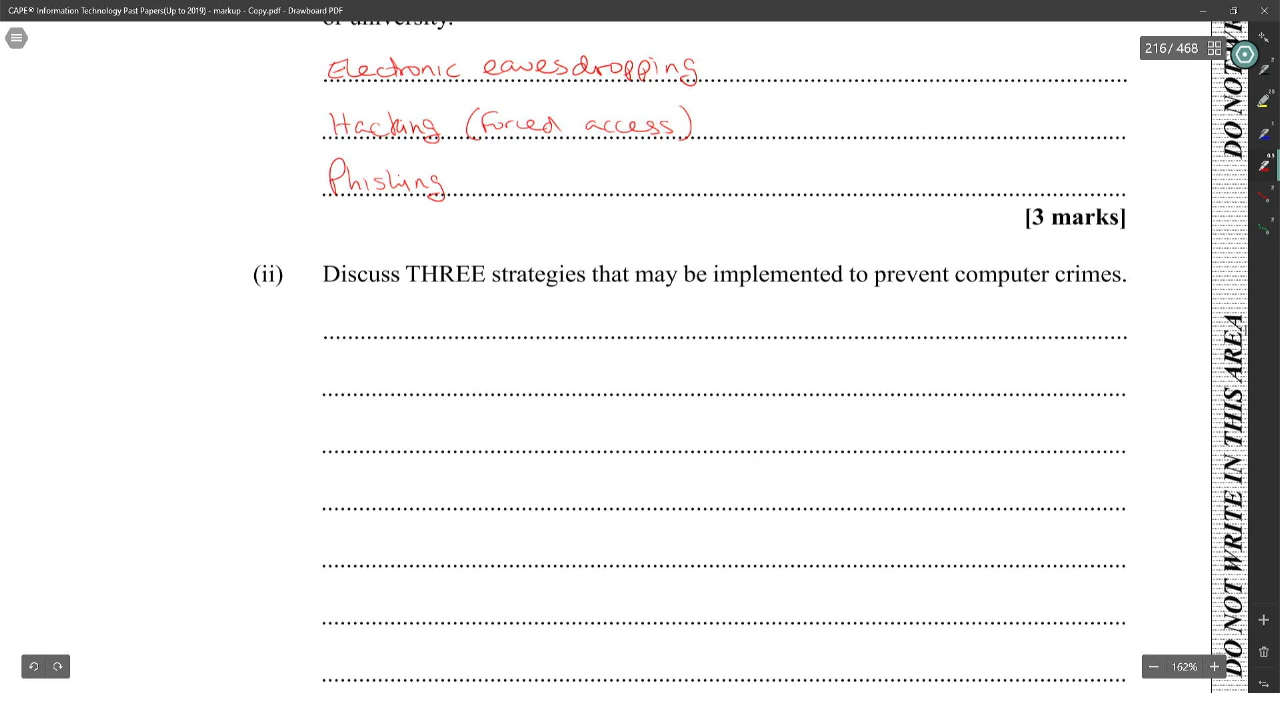 CAPE® Information Technology Past Papers(Up to 2019) - markup - Copy.pdf - Drawboard PDF
or university.
216 / 468
Electronic eavesdropping
Hacking (forced access)
Phishing
[3 marks]
(ii) Discuss THREE strategies that may be implemented to prevent computer crimes.
DO NOT WRITE IN THIS AREA
162%